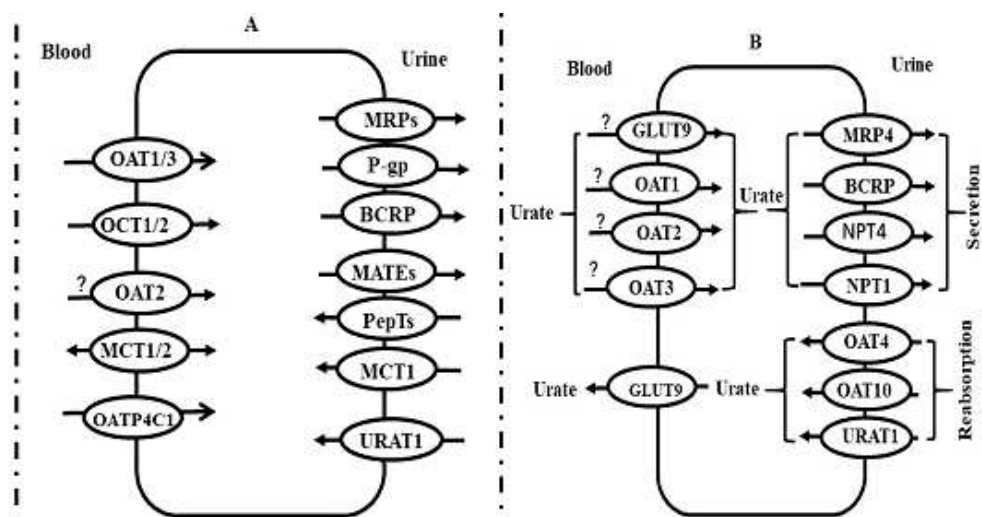 A
Blood
Urine
MRPs
OAT1/3
P-gp
OCT1/2
BCRP
?
OAT2
MATEs
PepTs
MCT1/2
MCT1
OATP4C1
URAT1
B
Blood
Urine
?
GLUT9
MRP4
?
OAT1
BCRP
Urate
Urate
?
OAT2
NPT4
Secretion
?
OAT3
NPT1
OAT4
Urate
GLUT9
Urate
OAT10
Reabsorption
URAT1